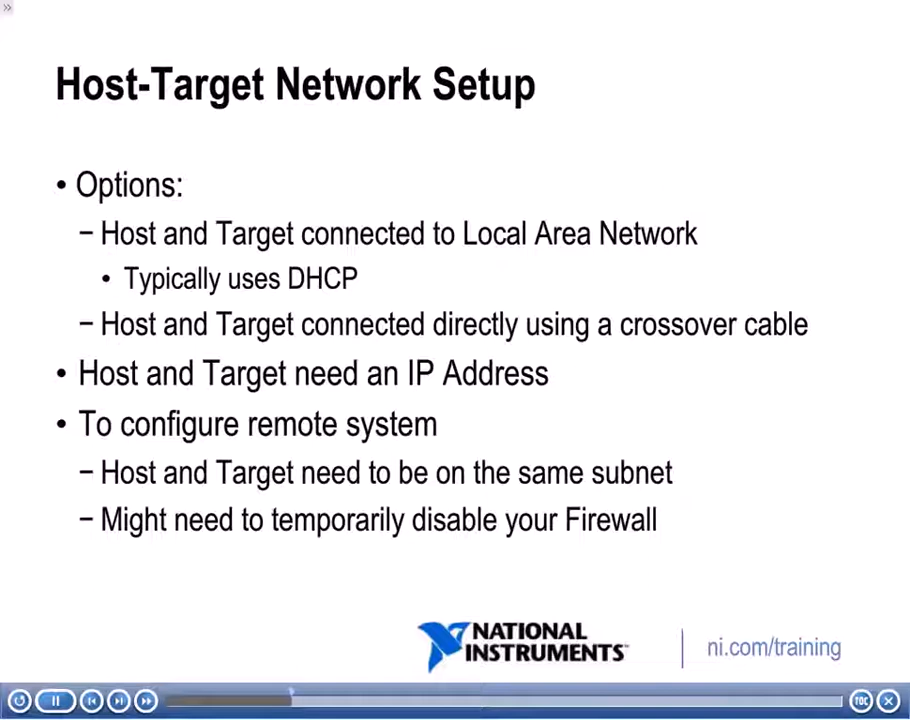 Host-Target Network Setup
• Options:
− Host and Target connected to Local Area Network
• Typically uses DHCP
− Host and Target connected directly using a crossover cable
• Host and Target need an IP Address
• To configure remote system
− Host and Target need to be on the same subnet
− Might need to temporarily disable your Firewall
NATIONAL
INSTRUMENTS™
ni.com/training
TOC